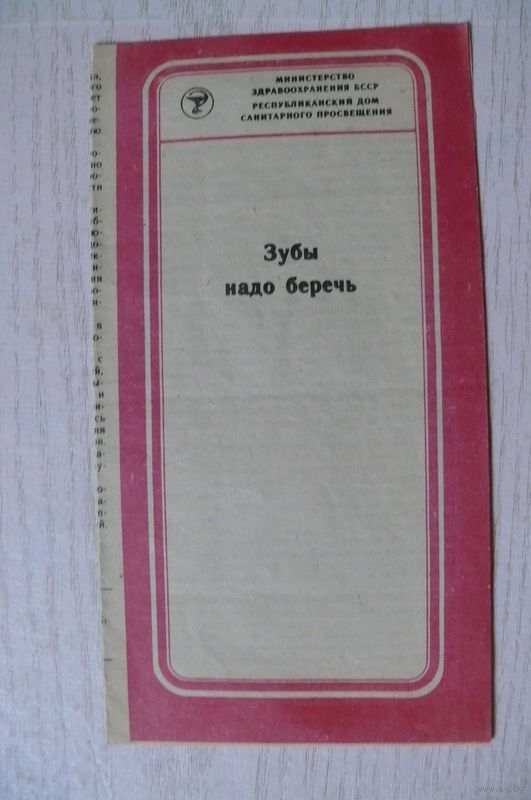 МИНИСТЕРСТВО
ЗДРАВООХРАНЕНИЯ БССР
РЕСПУБЛИКАНСКИЙ ДОМ
САНИТАРНОГО ПРОСВЕЩЕНИЯ
Зубы
надо беречь